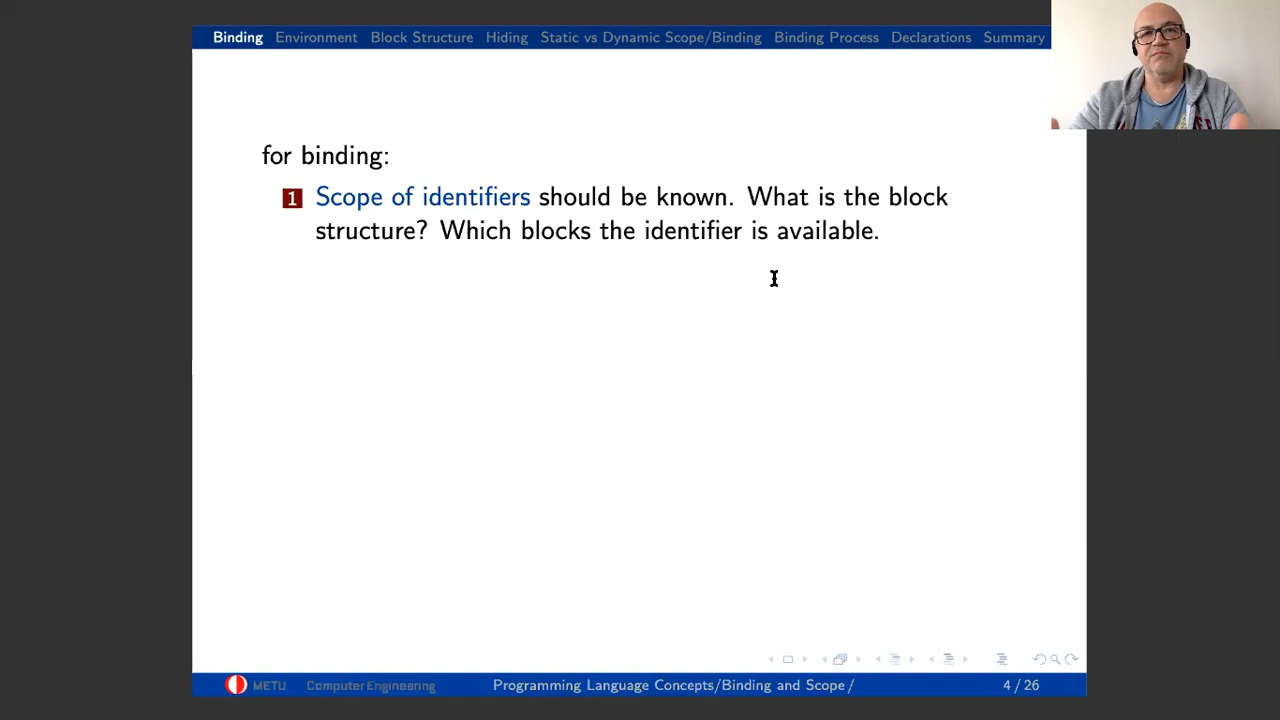 Binding Environment Block Structure Hiding Static vs Dynamic Scope/Binding Binding Process Declarations Summary
for binding:
1 Scope of identifiers should be known. What is the block
structure? Which blocks the identifier is available.
METU Computer Engineering Programming Language Concepts/Binding and Scope / 4 / 26